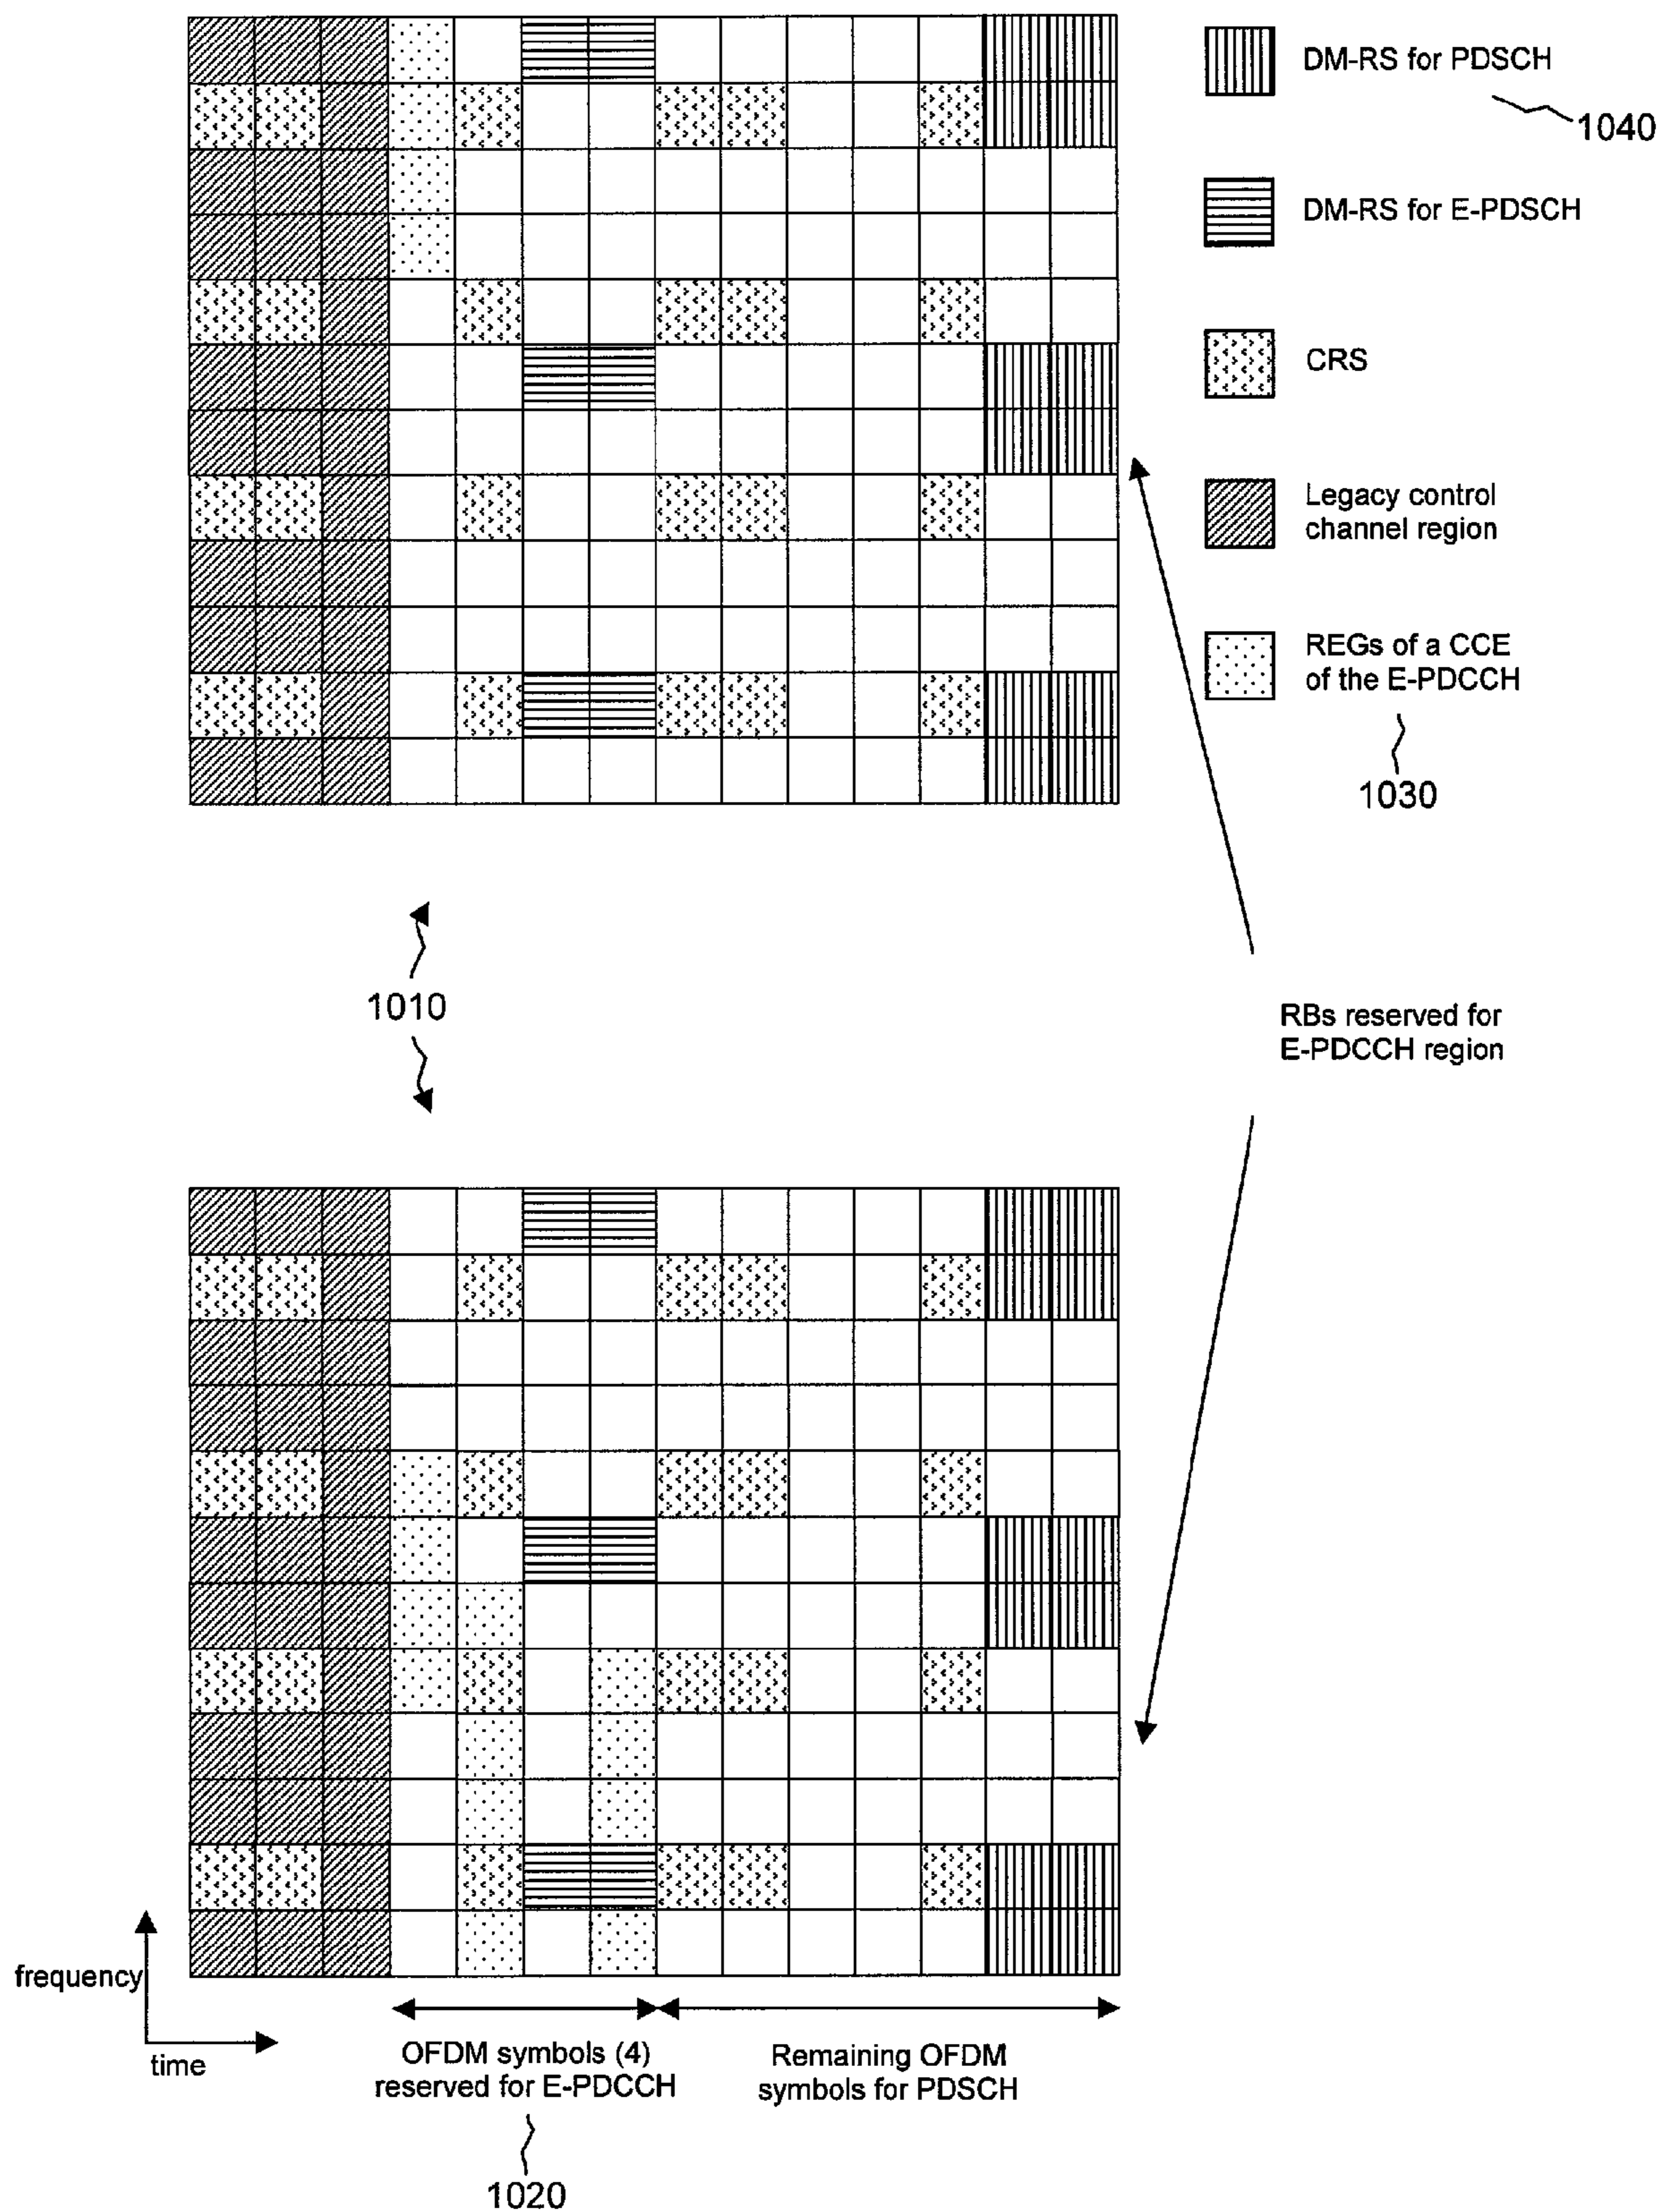 DM-RS for PDSCH
1040
DM-RS for E-PDSCH
CRS
Legacy control
channel region
REGs of a CCE
of the E-PDCCH
1030
1010
RBs reserved for
E-PDCCH region
frequency
time
OFDM symbols (4)
reserved for E-PDCCH
Remaining OFDM
symbols for PDSCH
1020